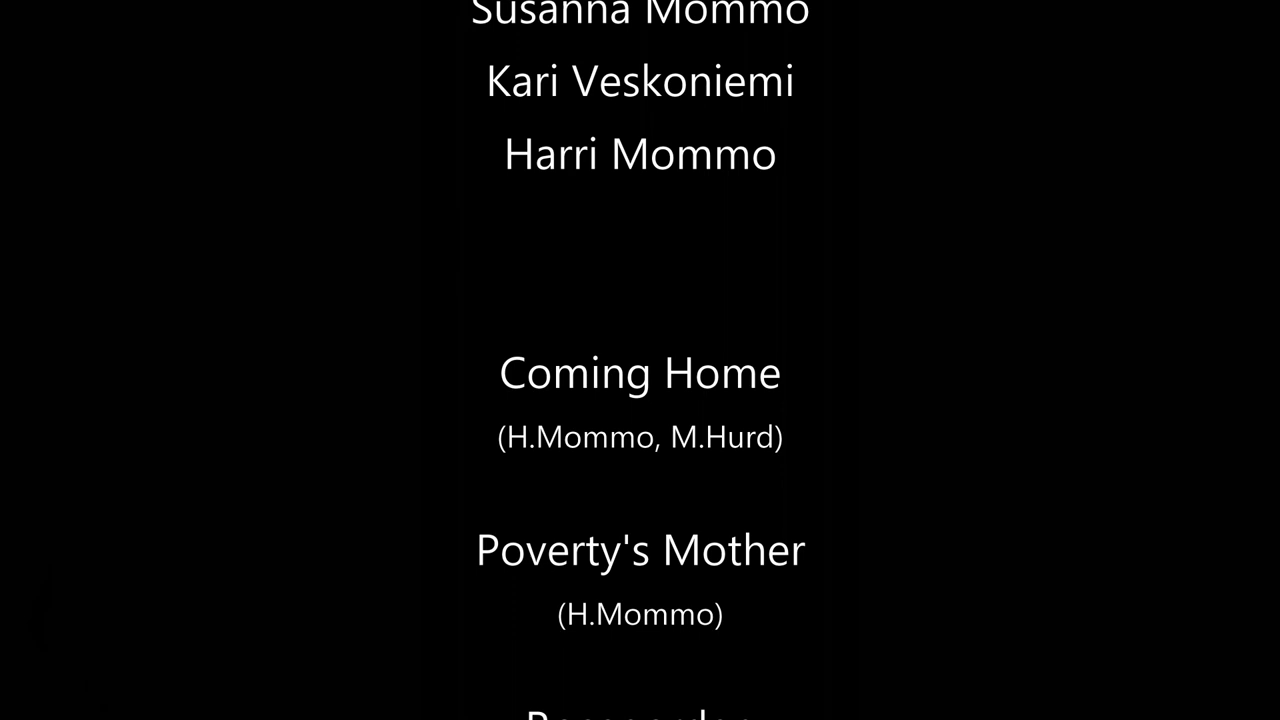 Susanna Mommo
Kari Veskoniemi
Harri Mommo
Coming Home
(H.Mommo, M.Hurd)
Poverty's Mother
(H.Mommo)